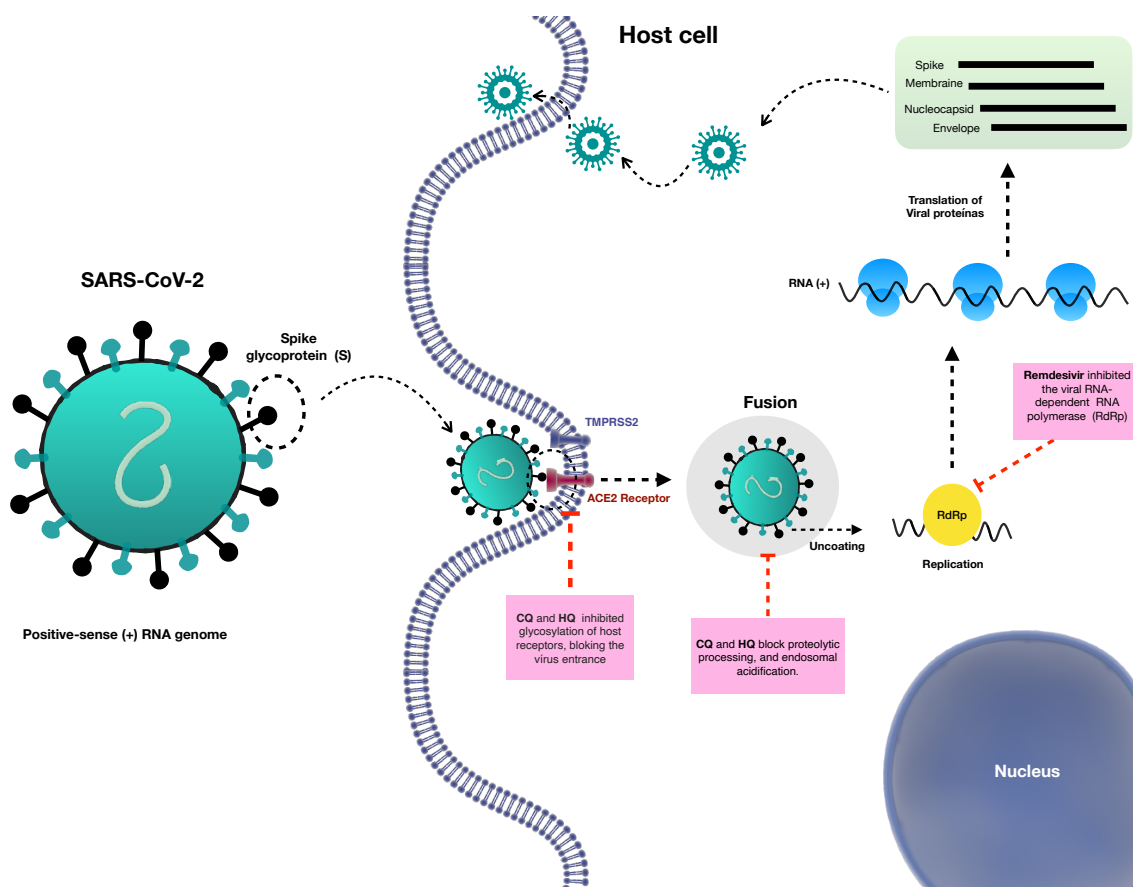 Host cell
Spike
Membraine
Nucleocapsid
Envelope
Translation of
Viral proteínas
RNA (+)
SARS-CoV-2
Spike
glycoprotein (S)
Positive-sense (+) RNA genome
TMPRSS2
ACE2 Receptor
Fusion
Uncoating
Remdesivir inhibited
the viral RNA-
dependent RNA
polymerase (RdRp)
RdRp
Replication
CQ and HQ inhibited
glycosylation of host
receptors, bloking the
virus entrance
CQ and HQ block proteolytic
processing, and endosomal
acidification.
Nucleus